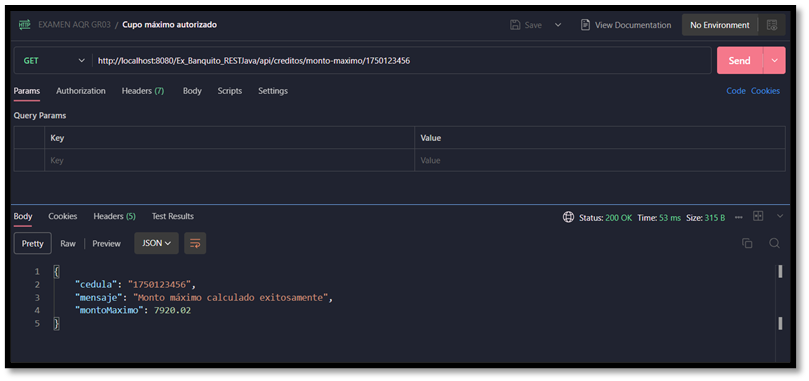 HTTP EXAMEN AQR GR03 / Cupo máximo autorizado Save View Documentation No Environment
GET http://localhost:8080/Ex_Banquito_RESTJava/api/creditos/monto-maximo/1750123456 Send
Params Authorization Headers (7) Body Scripts Settings Code Cookies
Query Params
Key Value
Key Value
Body Cookies Headers (5) Test Results Status: 200 OK Time: 53 ms Size: 315 B
Pretty Raw Preview JSON
1 {
2 "cedula": "1750123456",
3 "mensaje": "Monto máximo calculado exitosamente",
4 "montoMaximo": 7920.02
5 }